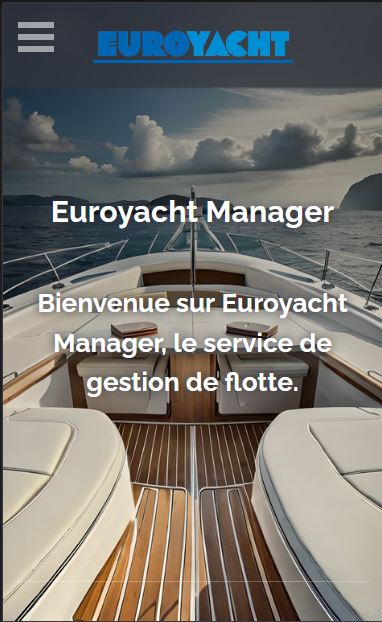 EUROYACHT
Euroyacht Manager
Bienvenue sur Euroyacht
Manager, le service de
gestion de flotte.